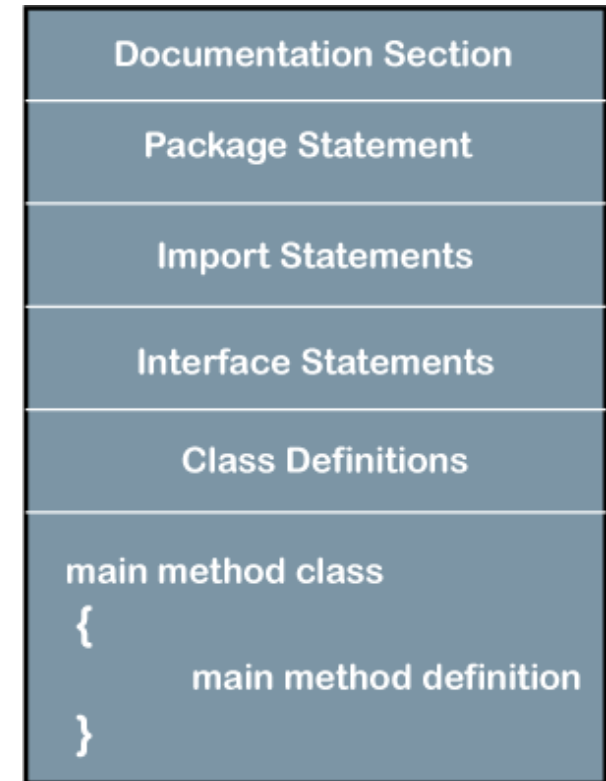 Documentation Section
Package Statement
Import Statements
Interface Statements
Class Definitions
main method class
{
main method definition
}